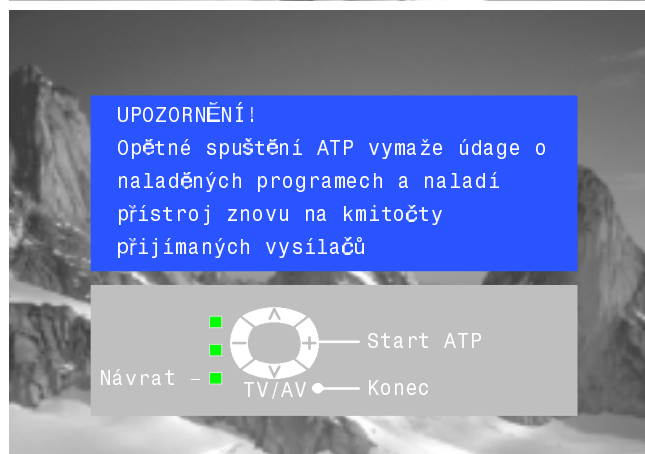 UPOZORNĚNÍ!
Opětné spuštění ATP vymaže údage o
naladěných programech a naladí
přístroj znovu na kmitočty
přijímaných vysílačů
Start ATP
Návrat –
TV/AV
Konec